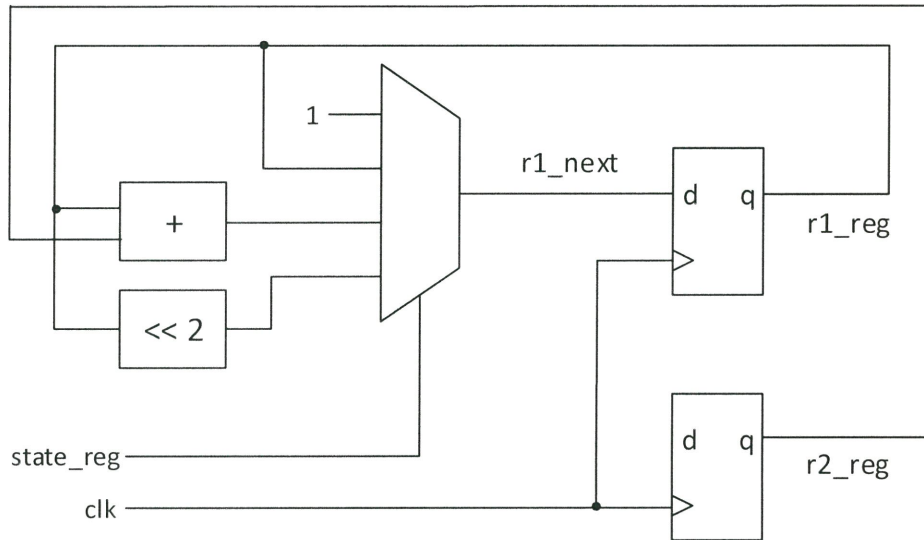 1
r1_next
d q
r1_reg
+
<< 2
d q
r2_reg
state_reg
clk